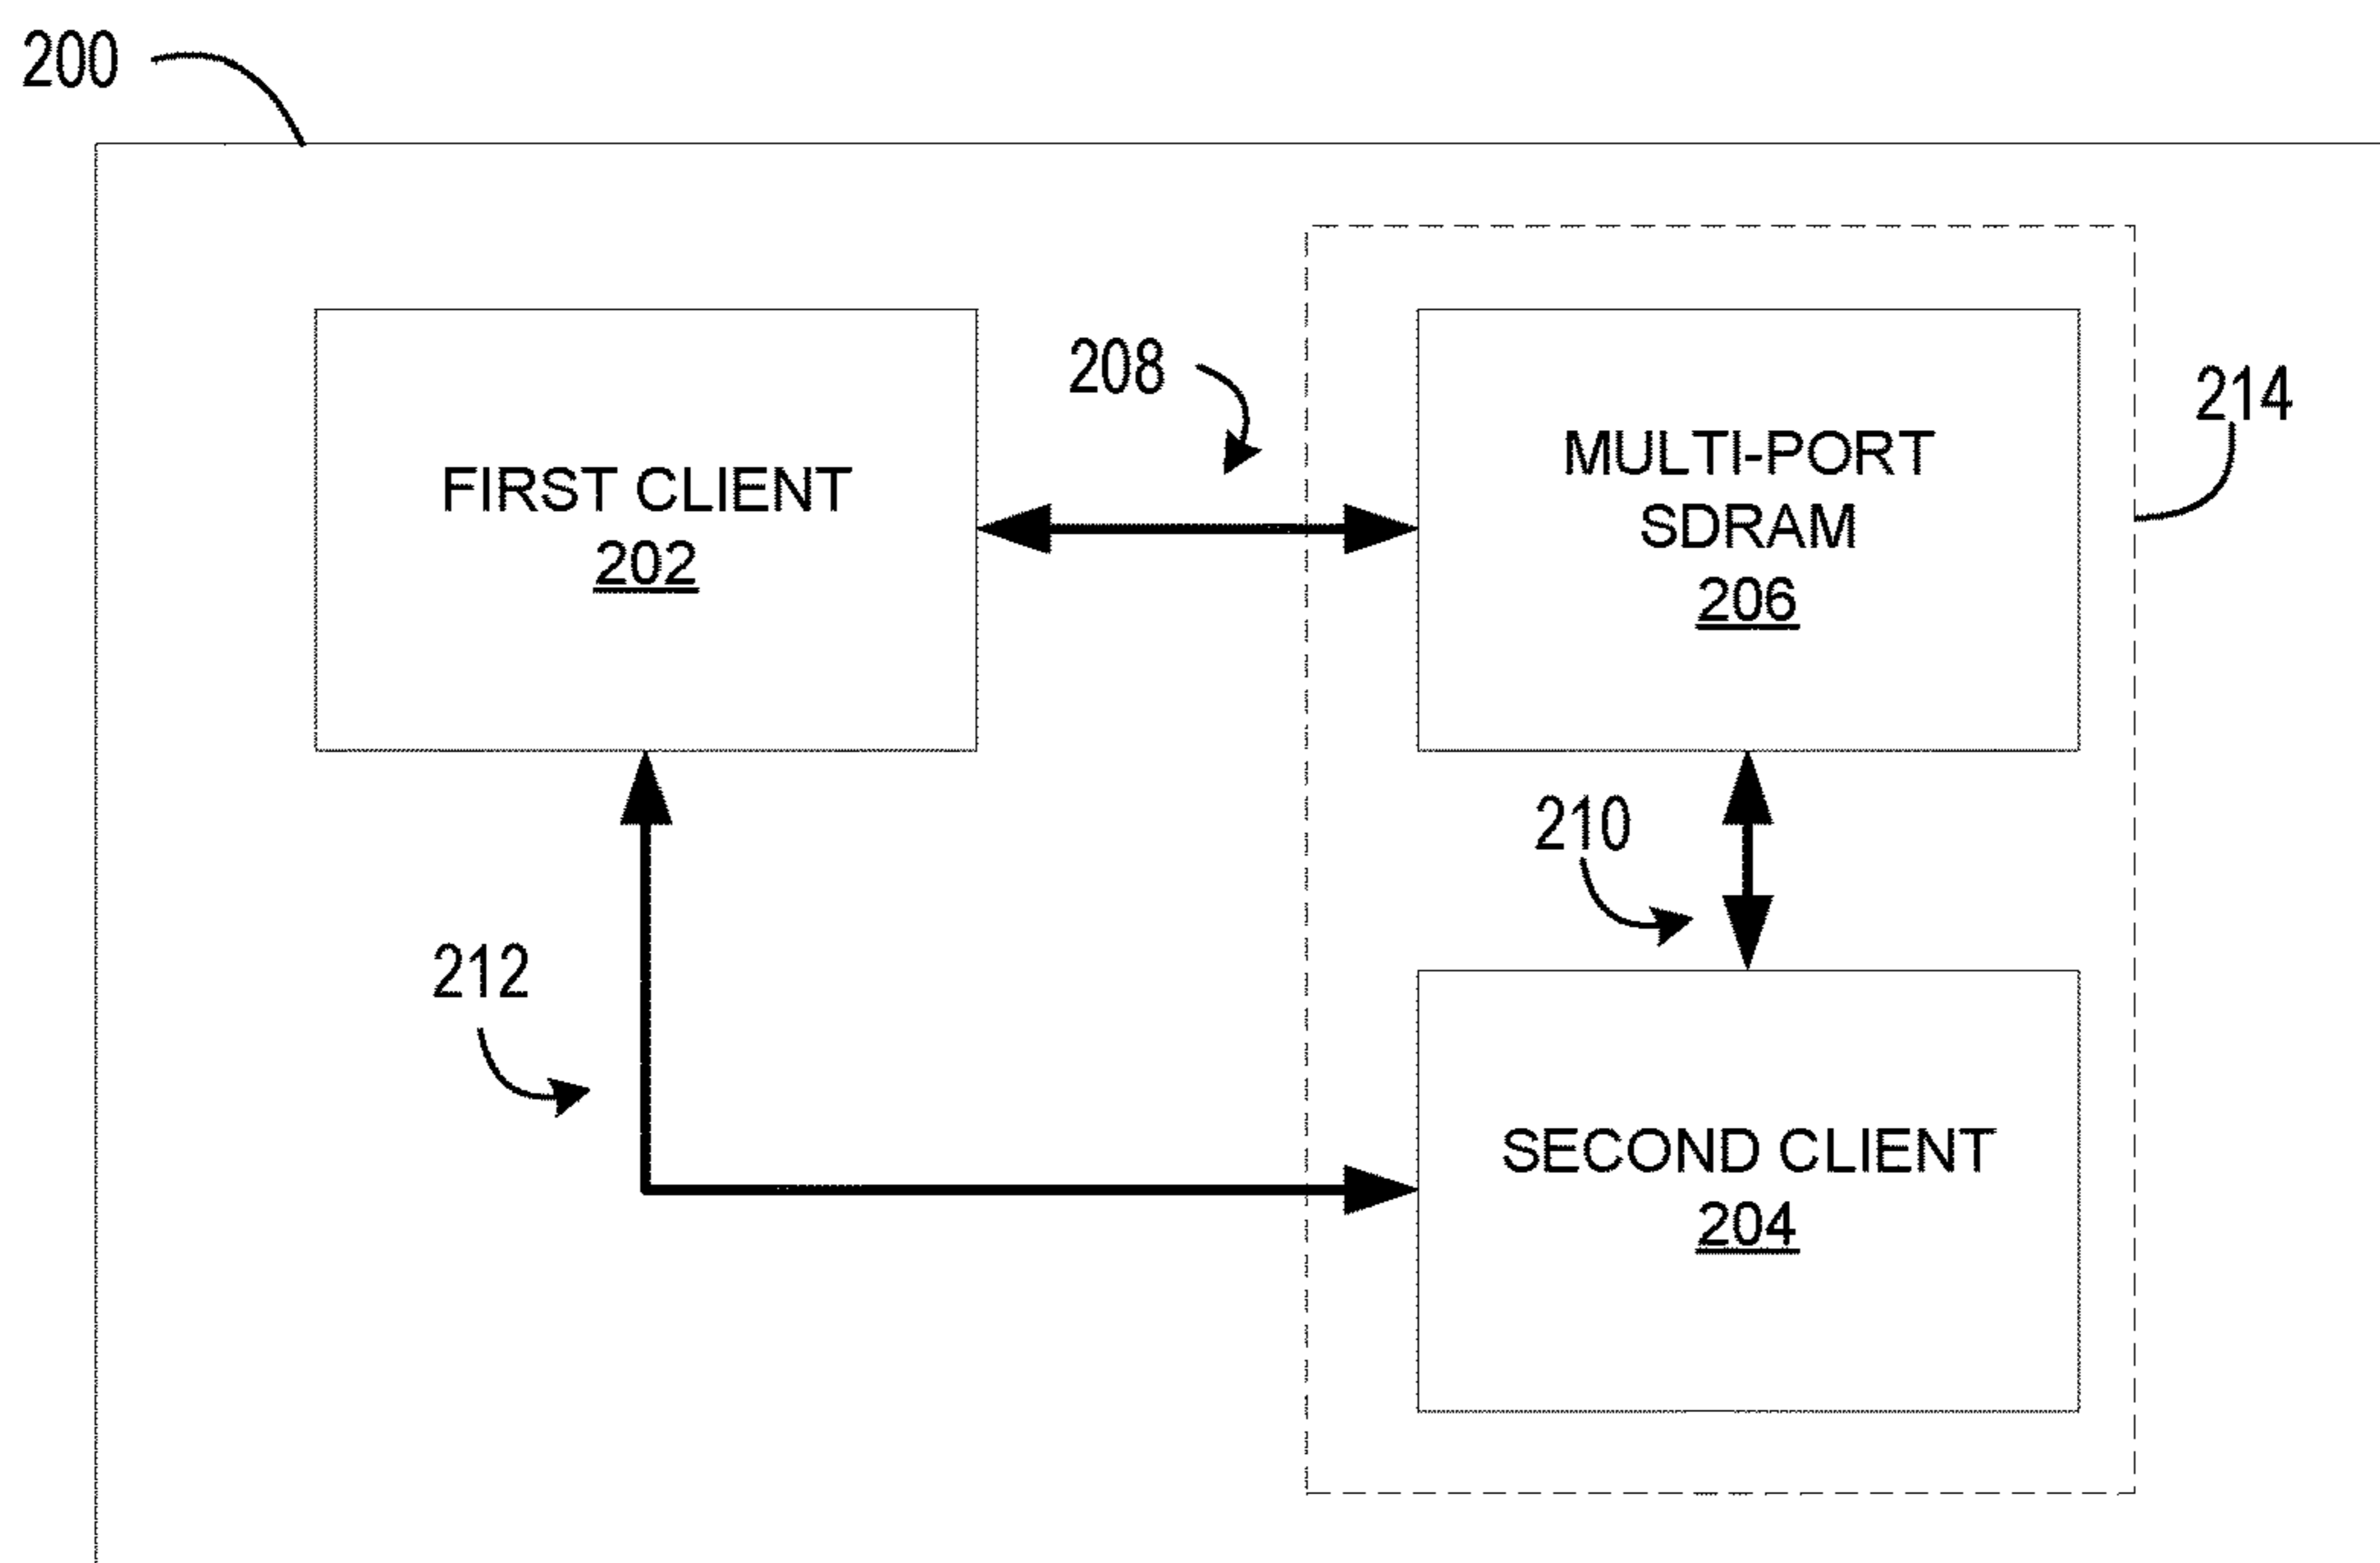 200
208
214
FIRST CLIENT
202
MULTI-PORT
SDRAM
206
210
212
SECOND CLIENT
204